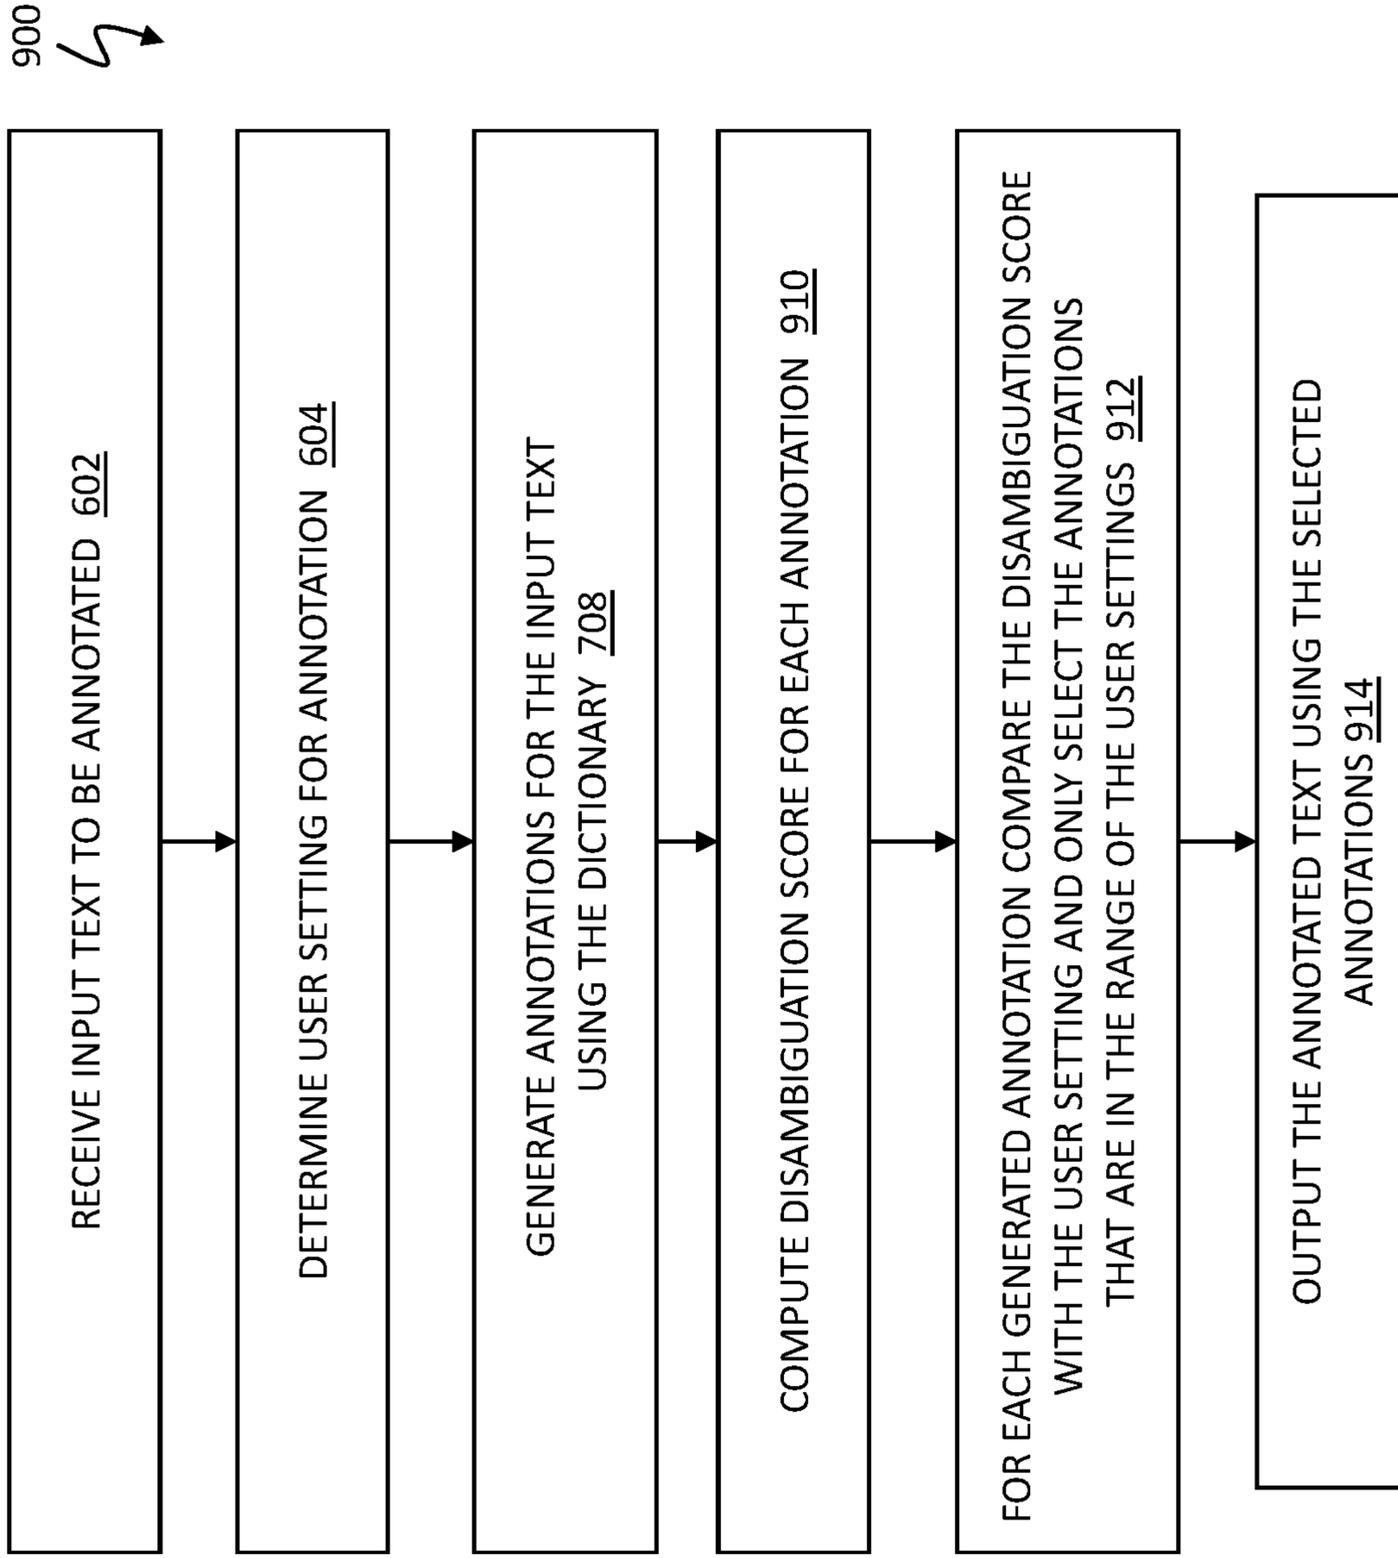 900
RECEIVE INPUT TEXT TO BE ANNOTATED 602
DETERMINE USER SETTING FOR ANNOTATION 604
GENERATE ANNOTATIONS FOR THE INPUT TEXT
USING THE DICTIONARY 708
COMPUTE DISAMBIGUATION SCORE FOR EACH ANNOTATION 910
FOR EACH GENERATED ANNOTATION COMPARE THE DISAMBIGUATION SCORE
WITH THE USER SETTING AND ONLY SELECT THE ANNOTATIONS
THAT ARE IN THE RANGE OF THE USER SETTINGS 912
OUTPUT THE ANNOTATED TEXT USING THE SELECTED
ANNOTATIONS 914